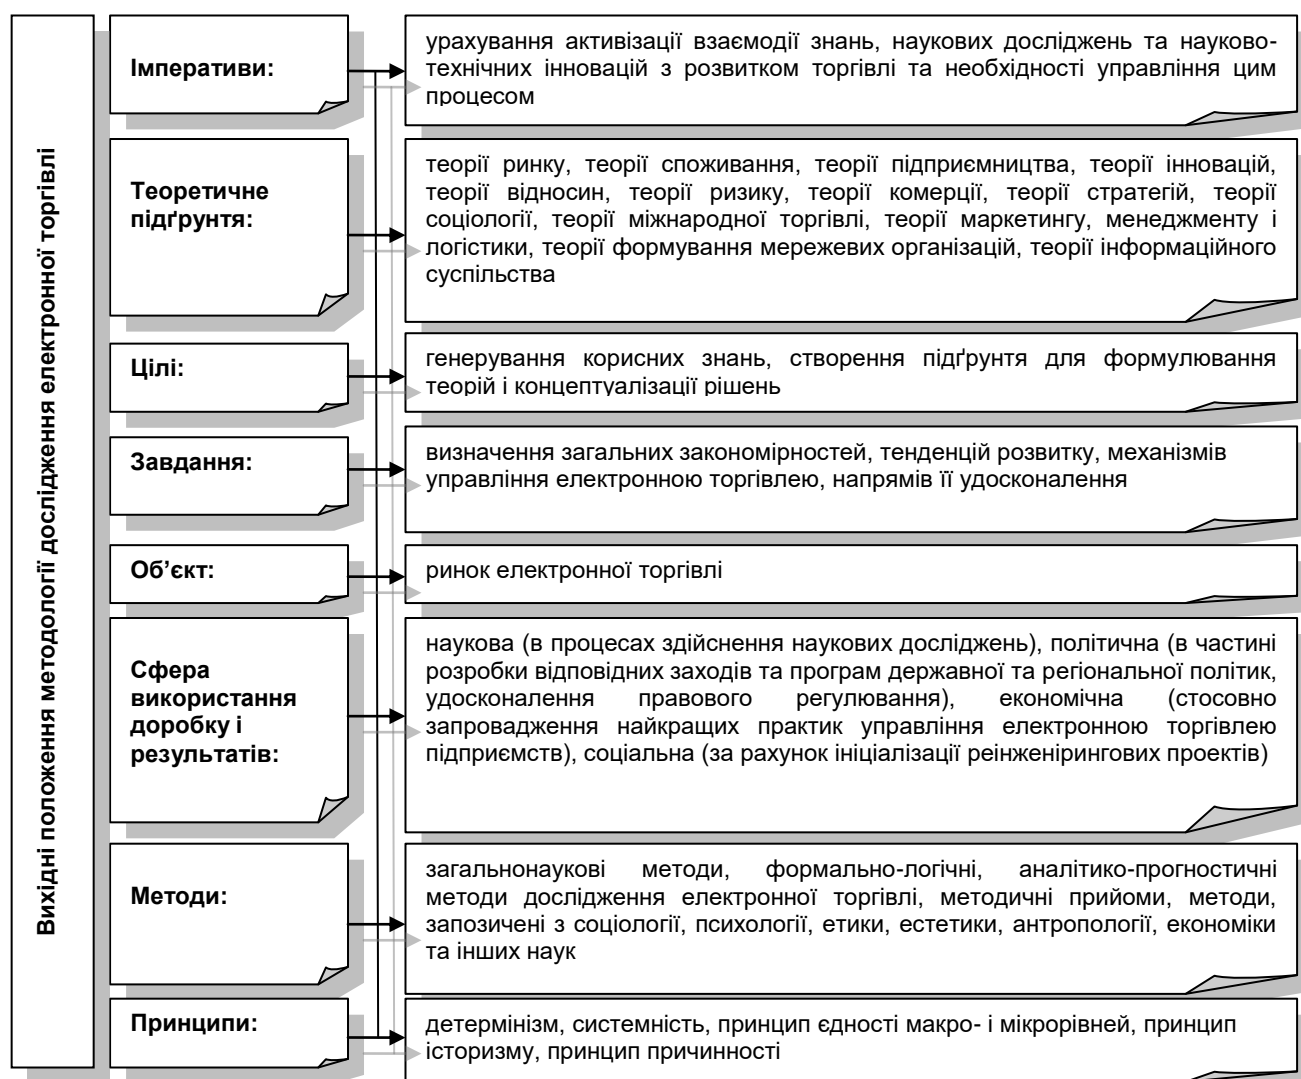 Вихідні положення методології дослідження електронної торгівлі
Імперативи:
урахування активізації взаємодії знань, наукових досліджень та науково-
технічних інновацій з розвитком торгівлі та необхідності управління цим
процесом
Теоретичне
підґрунтя:
теорії ринку, теорії споживання, теорії підприємництва, теорії інновацій,
теорії відносин, теорії ризику, теорії комерції, теорії стратегій, теорії
соціології, теорії міжнародної торгівлі, теорії маркетингу, менеджменту і
логістики, теорії формування мережевих організацій, теорії інформаційного
суспільства
Цілі:
генерування корисних знань, створення підґрунтя для формулювання
теорій і концептуалізації рішень
Завдання:
визначення загальних закономірностей, тенденцій розвитку, механізмів
управління електронною торгівлею, напрямів її удосконалення
Об’єкт:
ринок електронної торгівлі
Сфера
використання
доробку і
результатів:
наукова (в процесах здійснення наукових досліджень), політична (в частині
розробки відповідних заходів та програм державної та регіональної політик,
удосконалення правового регулювання), економічна (стосовно
запровадження найкращих практик управління електронною торгівлею
підприємств), соціальна (за рахунок ініціалізації реінженірингових проектів)
Методи:
загальнонаукові методи, формально-логічні, аналітико-прогностичні
методи дослідження електронної торгівлі, методичні прийоми, методи,
запозичені з соціології, психології, етики, естетики, антропології, економіки
та інших наук
Принципи:
детермінізм, системність, принцип єдності макро- і мікрорівней, принцип
історизму, принцип причинності